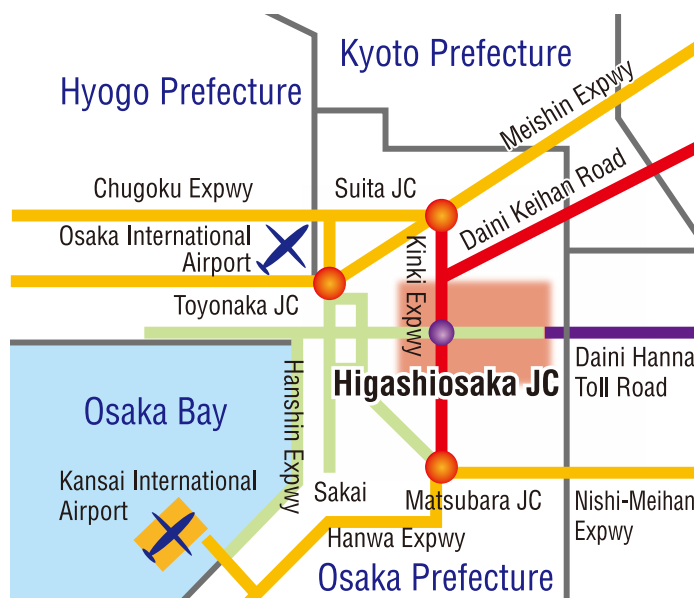 Kyoto Prefecture
Hyogo Prefecture
Meishin Expwy
Chugoku Expwy
Suita JC
Daini Keihan Road
Osaka International
Airport
Kinki Expwy
Toyonaka JC
Daini Hanna
Toll Road
Higashiosaka JC
Hanshin Expwy
Osaka Bay
Kansai International
Airport
Sakai
Matsubara JC
Nishi-Meihan
Expwy
Hanwa Expwy
Osaka Prefecture